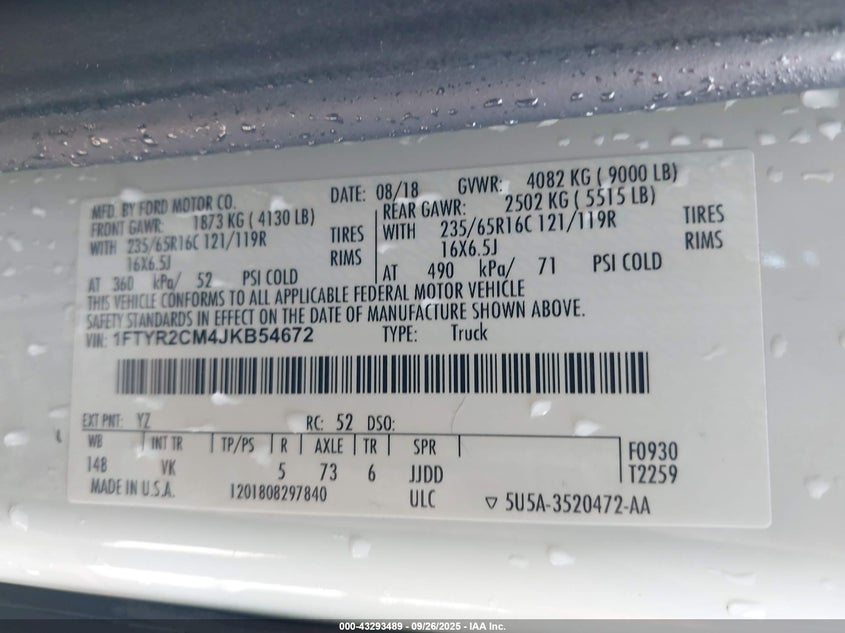 MFD. BY FORD MOTOR CO.
DATE: 08/18
GVWR: 4082 KG ( 9000 LB)
FRONT GAWR: 1873 KG ( 4130 LB)
REAR GAWR: 2502 KG ( 5515 LB)
WITH 235/65R16C 121/119R TIRES
WITH 235/65R16C 121/119R TIRES
16X6.5J RIMS
16X6.5J RIMS
AT 360 kPa/ 52 PSI COLD
AT 490 kPa/ 71 PSI COLD
THIS VEHICLE CONFORMS TO ALL APPLICABLE FEDERAL MOTOR VEHICLE
SAFETY STANDARDS IN EFFECT ON THE DATE OF MANUFACTURE SHOWN ABOVE.
VIN: 1FTYR2CM4JKB54672 TYPE: Truck
EXT PNT: YZ RC: 52 DSO:
WB INT TR TP/PS R AXLE TR SPR F0930
148 VK 5 73 6 JJDD T2259
MADE IN U.S.A. 1201808297840 ULC 5U5A-3520472-AA
000-43293489 - 09/26/2025 - IAA Inc.